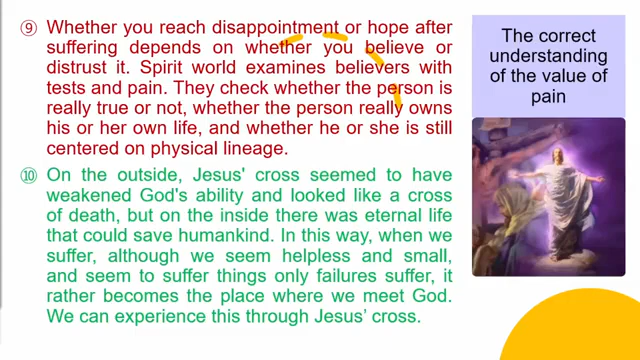 ⑨ Whether you reach disappointment or hope after
suffering depends on whether you believe or
distrust it. Spirit world examines believers with
tests and pain. They check whether the person is
really true or not, whether the person really owns
his or her own life, and whether he or she is still
centered on physical lineage.
⑩ On the outside, Jesus' cross seemed to have
weakened God's ability and looked like a cross
of death, but on the inside there was eternal life
that could save humankind. In this way, when we
suffer, although we seem helpless and small,
and seem to suffer things only failures suffer, it
rather becomes the place where we meet God.
We can experience this through Jesus’ cross.
The correct
understanding
of the value of
pain